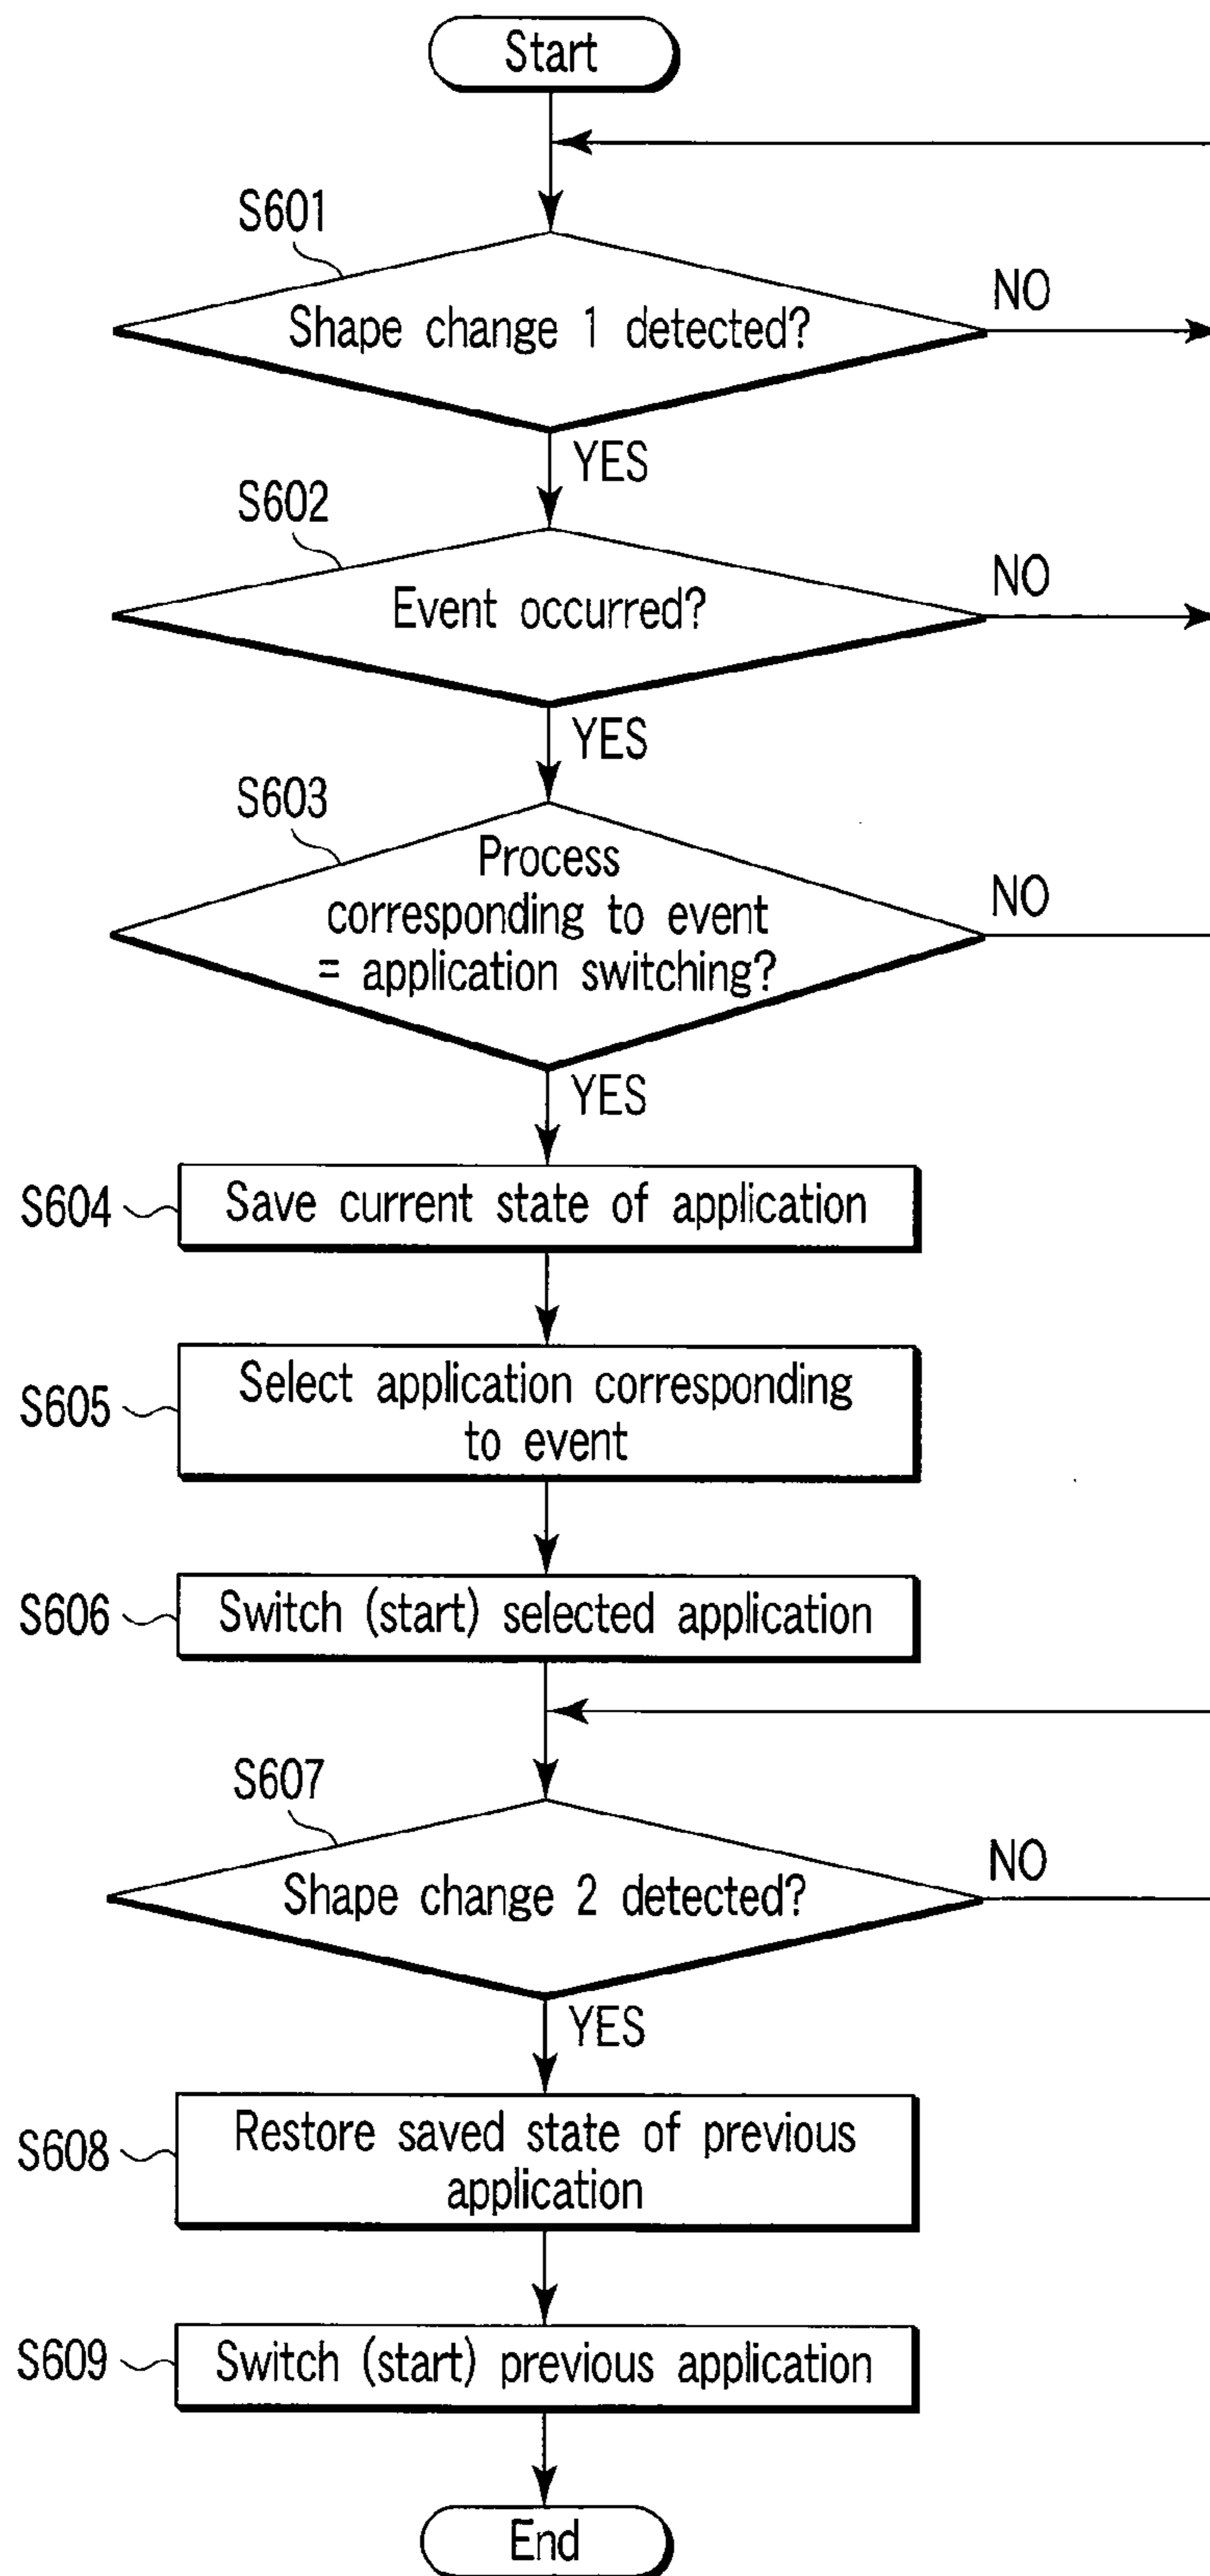 Start
S601
Shape change 1 detected?
NO
YES
S602
Event occurred?
NO
YES
S603
Process
corresponding to event
= application switching?
NO
YES
S604
Save current state of application
S605
Select application corresponding
to event
S606
Switch (start) selected application
S607
Shape change 2 detected?
NO
YES
S608
Restore saved state of previous
application
S609
Switch (start) previous application
End